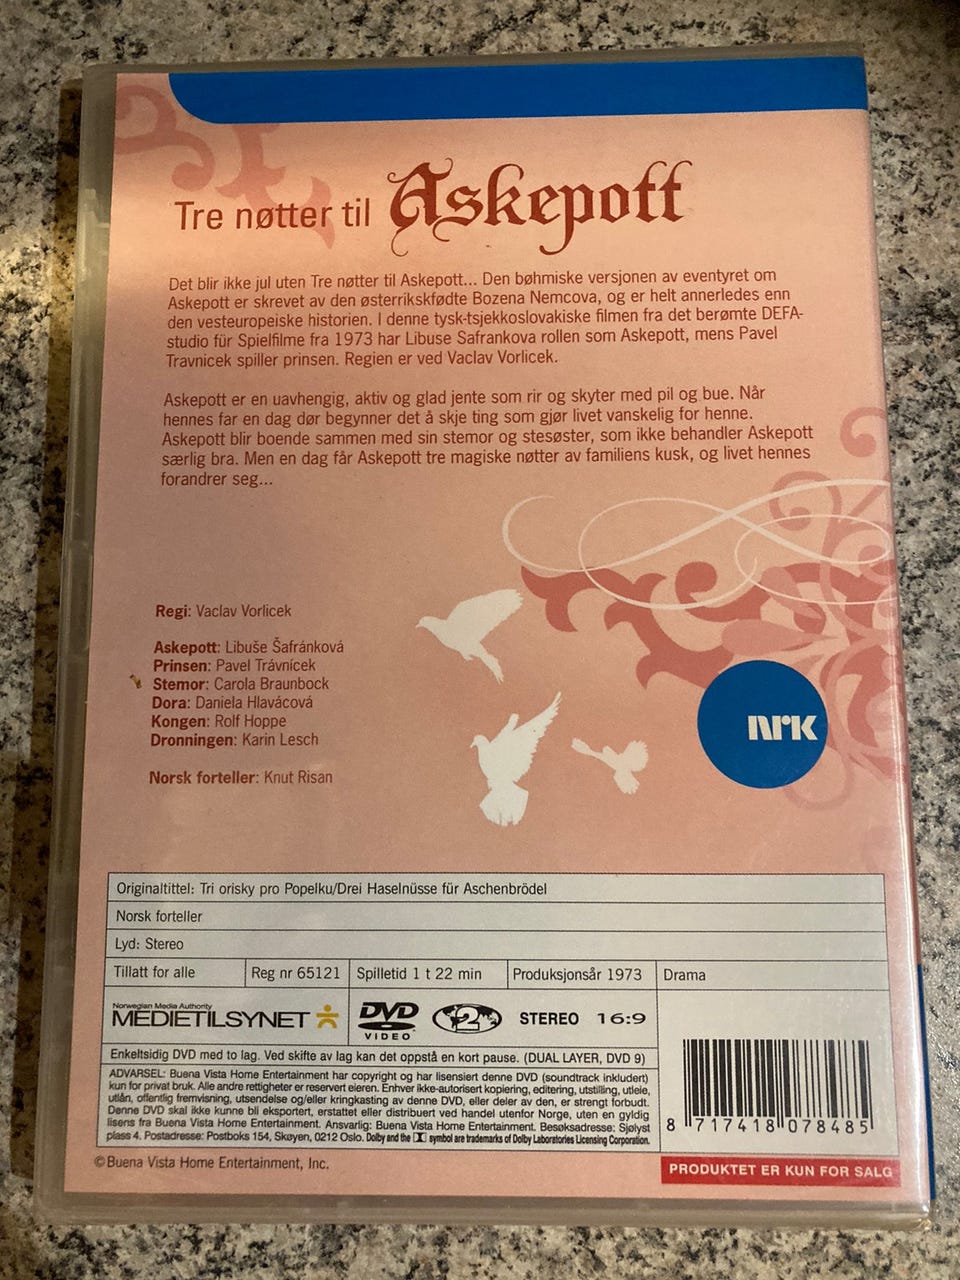 Tre nøtter til Askepott
Det blir ikke jul uten Tre nøtter til Askepott... Den bøhmiske versjonen av eventyret om
Askepott er skrevet av den østerrikskfødte Bozena Nemcova, og er helt annerledes enn
den vesteuropeiske historien. I denne tysk-tsjekkoslovakiske filmen fra det berømte DEFA-
studio für Spielfilme fra 1973 har Libuse Safrankova rollen som Askepott, mens Pavel
Travnicek spiller prinsen. Regien er ved Vaclav Vorlicek.
Askepott er en uavhengig, aktiv og glad jente som rir og skyter med pil og bue. Når
hennes far en dag dør begynner det å skje ting som gjør livet vanskelig for henne.
Askepott blir boende sammen med sin stemor og stesøster, som ikke behandler Askepott
særlig bra. Men en dag får Askepott tre magiske nøtter av familiens kusk, og livet hennes
forandrer seg...
Regi: Vaclav Vorlicek
Askepott: Libuše Šafránková
Prinsen: Pavel Trávnícek
Stemor: Carola Braunbock
Dora: Daniela Hlavácová
Kongen: Rolf Hoppe
Dronningen: Karin Lesch
Norsk forteller: Knut Risan
NRK
Originaltittel: Tri orisky pro Popelku/Drei Haselnüsse für Aschenbrödel
Norsk forteller
Lyd: Stereo
Tillatt for alle Reg nr 65121 Spilletid 1 t 22 min Produksjonsår 1973 Drama
Norwegian Media Authority
MEDIETILSYNET DVD VIDEO 2 STEREO 16:9
Enkeltsidig DVD med to lag. Ved skifte av lag kan det oppstå en kort pause. (DUAL LAYER, DVD 9)
ADVARSEL: Buena Vista Home Entertainment har copyright og har lisensiert denne DVD (soundtrack inkludert)
kun for privat bruk. Alle andre rettigheter er reservert eieren. Enhver ikke-autorisert kopiering, editering, utstilling, utleie,
utlån, offentlig fremvisning, utsendelse og/eller kringkasting av denne DVD, eller deler av den, er strengt forbudt.
Denne DVD skal ikke kunne bli eksportert, erstattet eller distribuert ved handel utenfor Norge, uten en gyldig
lisens fra Buena Vista Home Entertainment. Ansvarlig: Buena Vista Home Entertainment. Besøksadresse: Sjølyst
plass 4. Postadresse: Postboks 154, Skøyen, 0212 Oslo. Dolby and the symbol are trademarks of Dolby Laboratories Licensing Corporation.
8 717418 078485
©Buena Vista Home Entertainment, Inc.
PRODUKTET ER KUN FOR SALG